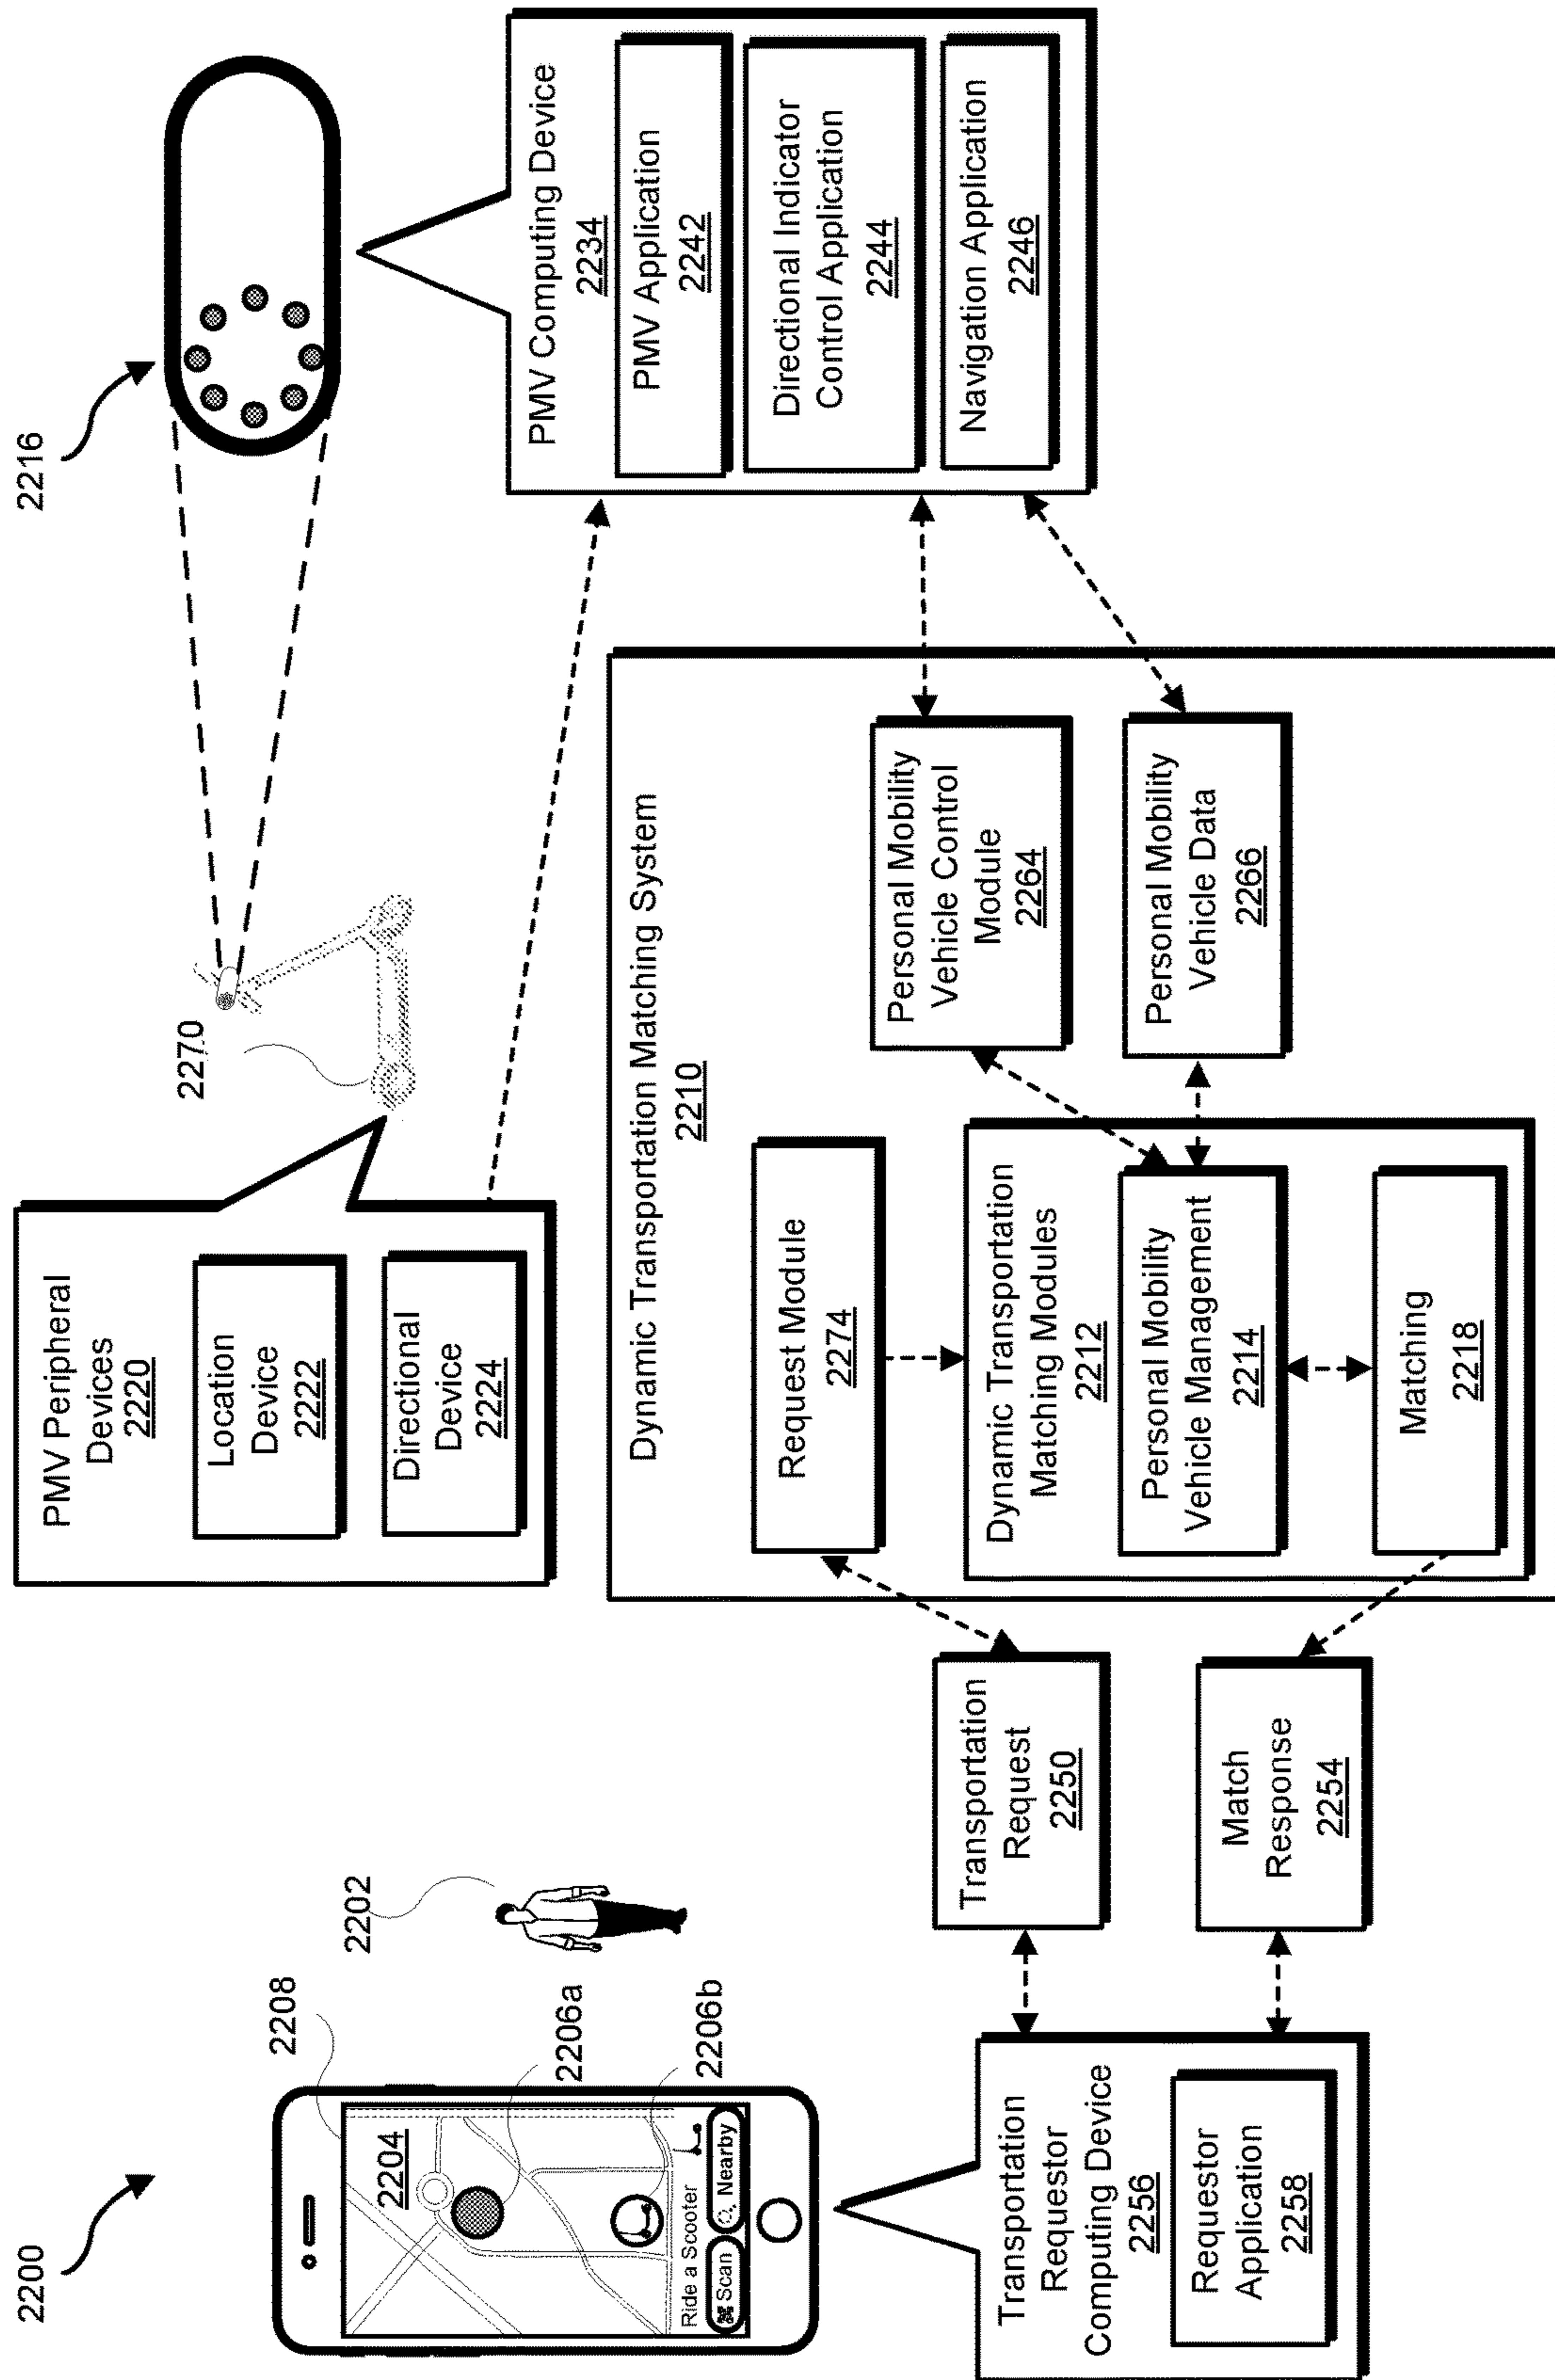 2200
2208
2204
2206a
2206b
Ride a Scooter
Scan
Nearby
2202
Transportation
Requestor
Computing Device
2256
Requestor
Application
2258
Transportation
Request
2250
Match
Response
2254
PMV Peripheral
Devices
2220
Location
Device
2222
Directional
Device
2224
2270
Dynamic Transportation Matching System
2210
Request Module
2274
Dynamic Transportation
Matching Modules
2212
Personal Mobility
Vehicle Management
2214
Matching
2218
Personal Mobility
Vehicle Control
Module
2264
Personal Mobility
Vehicle Data
2266
2216
PMV Computing Device
2234
PMV Application
2242
Directional Indicator
Control Application
2244
Navigation Application
2246